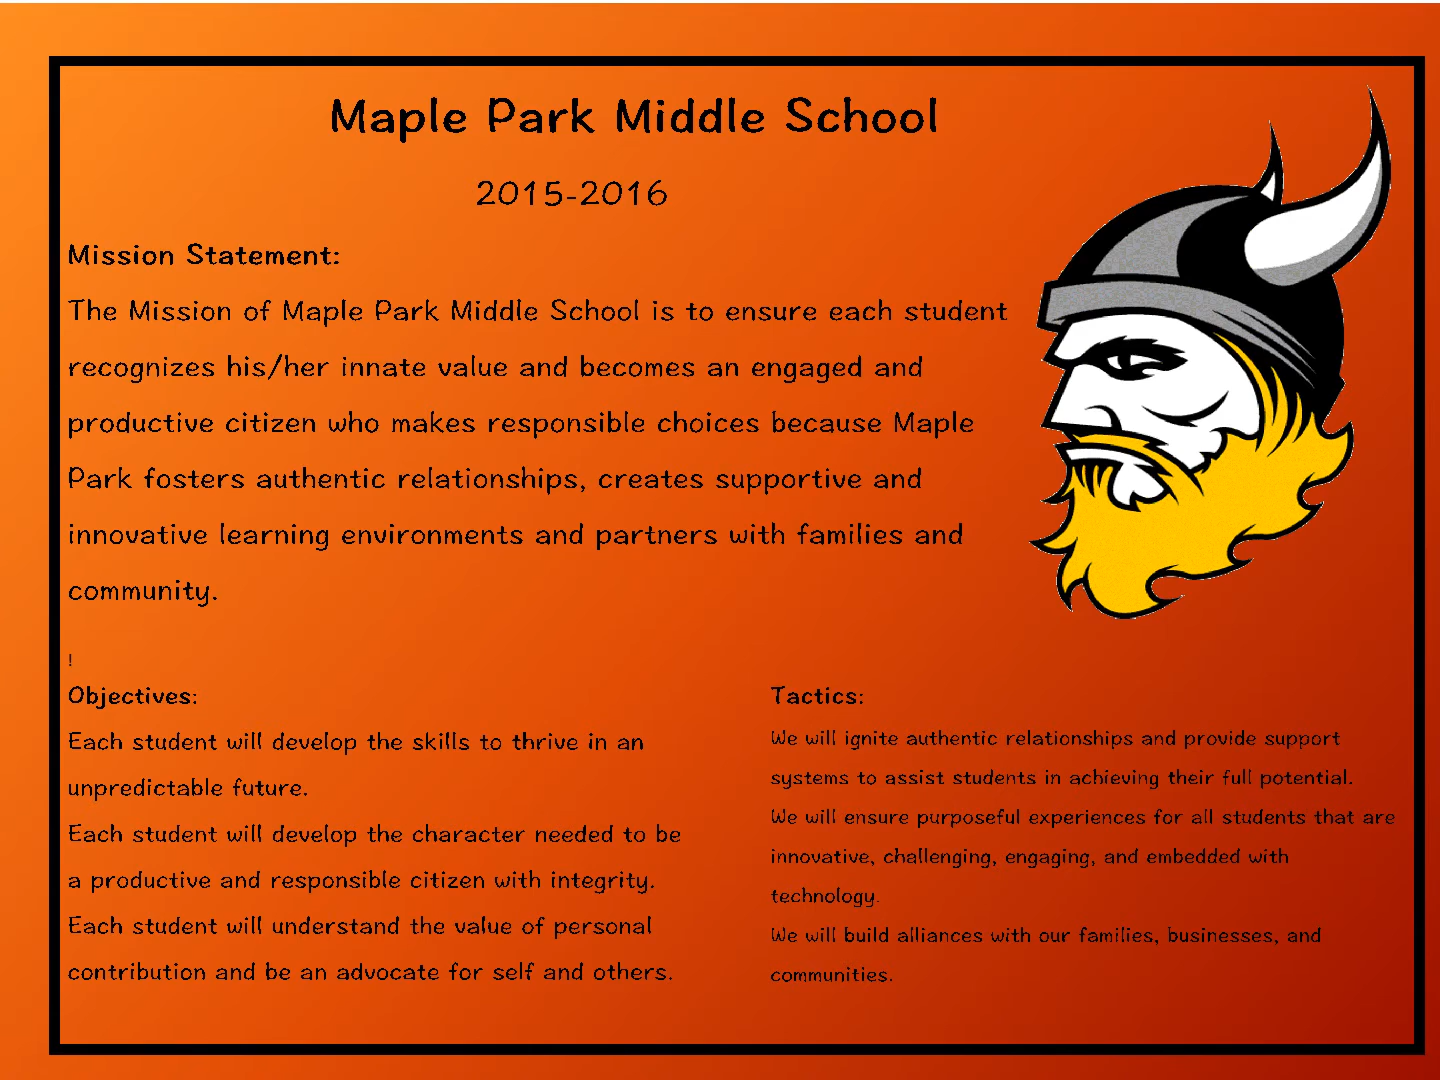 Maple Park Middle School
2015-2016
Mission Statement:
The Mission of Maple Park Middle School is to ensure each student
recognizes his/her innate value and becomes an engaged and
productive citizen who makes responsible choices because Maple
Park fosters authentic relationships, creates supportive and
innovative learning environments and partners with families and
community.
!
Objectives:
Each student will develop the skills to thrive in an
unpredictable future.
Each student will develop the character needed to be
a productive and responsible citizen with integrity.
Each student will understand the value of personal
contribution and be an advocate for self and others.
Tactics:
We will ignite authentic relationships and provide support
systems to assist students in achieving their full potential.
We will ensure purposeful experiences for all students that are
innovative, challenging, engaging, and embedded with
technology.
We will build alliances with our families, businesses, and
communities.